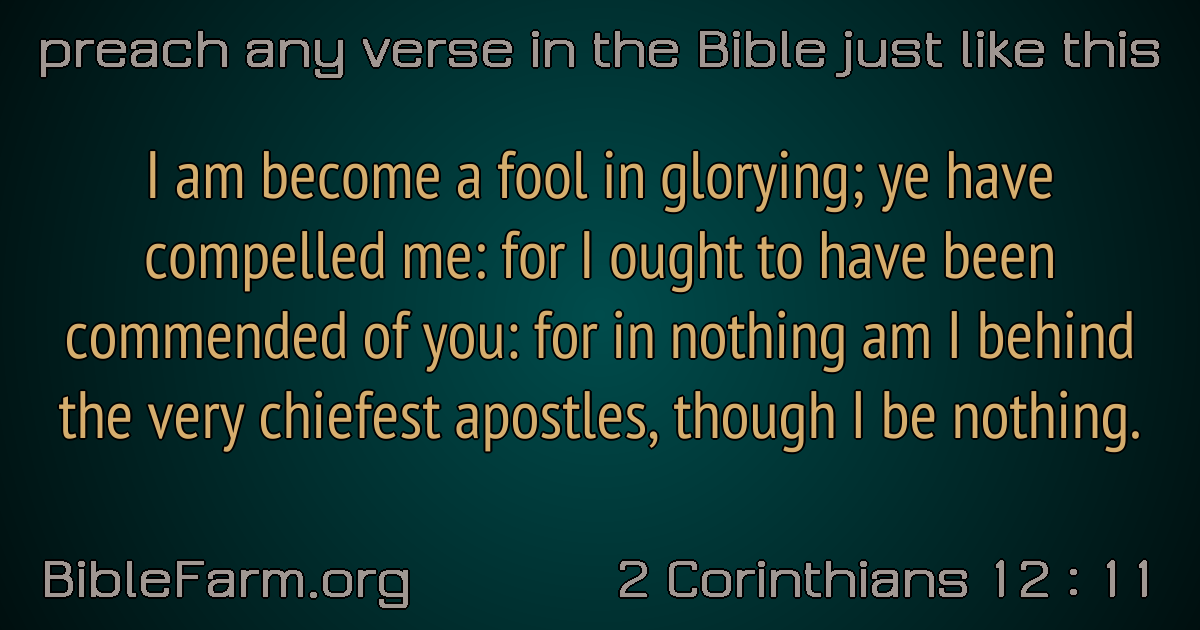 preach any verse in the Bible just like this
I am become a fool in glorying; ye have
compelled me: for I ought to have been
commended of you: for in nothing am I behind
the very chiefest apostles, though I be nothing.
BibleFarm.org
2 Corinthians 12 : 11